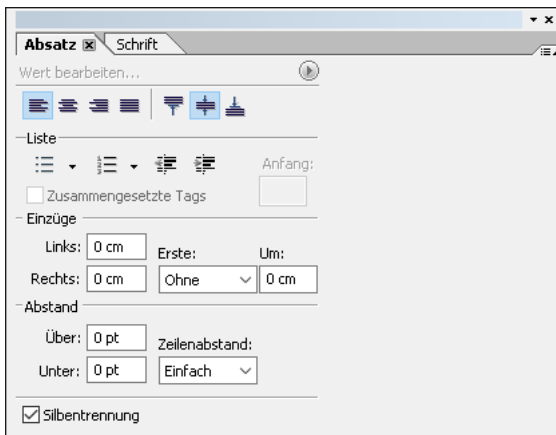 Absatz
Schrift
Wert bearbeiten...
Liste
Anfang:
Zusammengesetzte Tags
Einzüge
Links: 0 cm Erste: Um:
Rechts: 0 cm Ohne 0 cm
Abstand
Über: 0 pt Zeilenabstand:
Unter: 0 pt Einfach
Silbentrennung